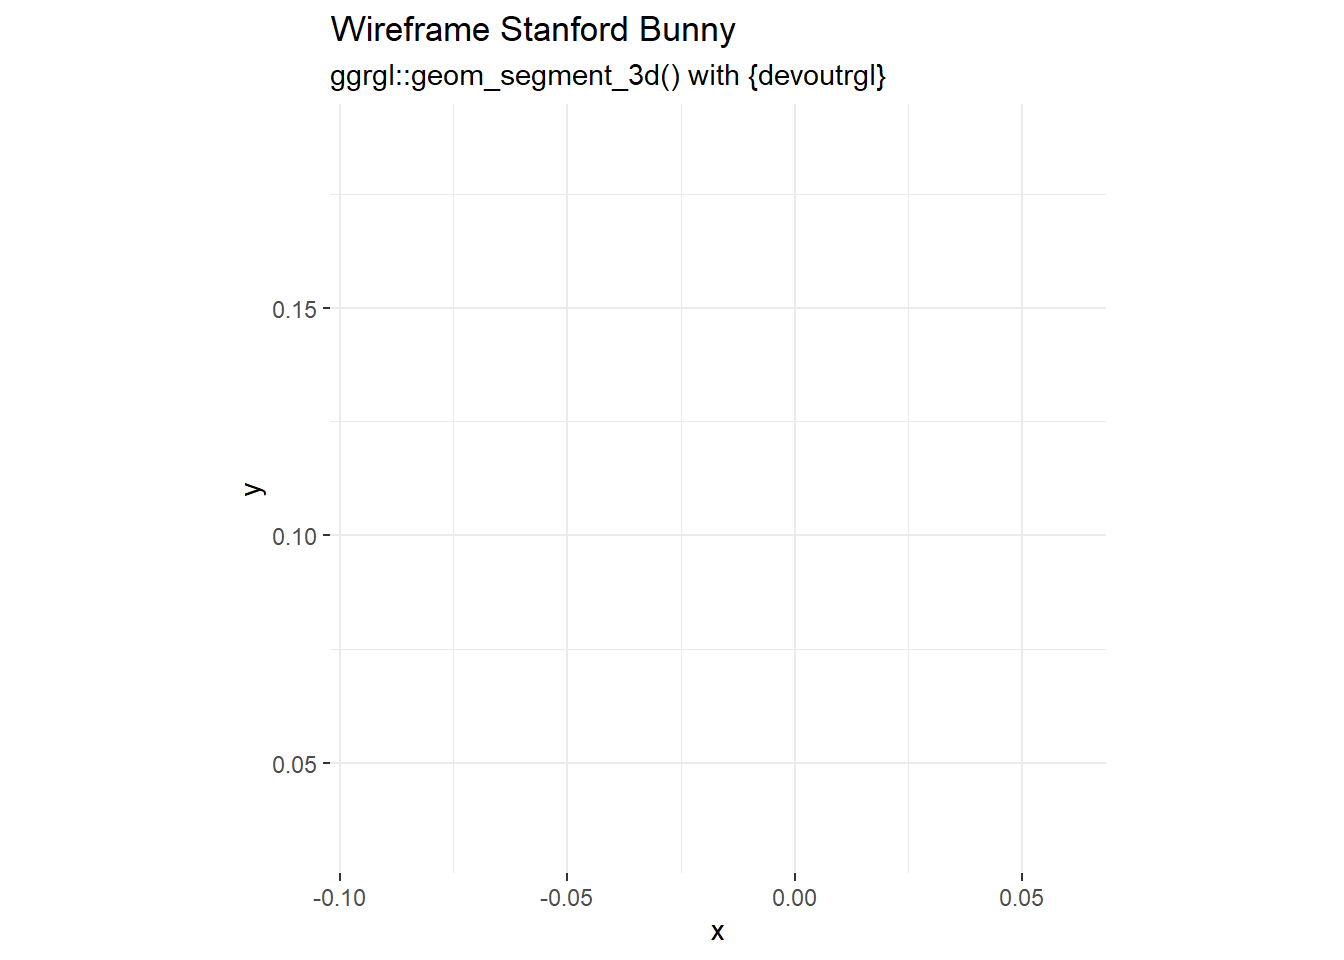 Wireframe Stanford Bunny
ggrgl::geom_segment_3d() with {devoutrgl}
0.15
y
0.10
0.05
-0.10 -0.05 0.00 0.05
x